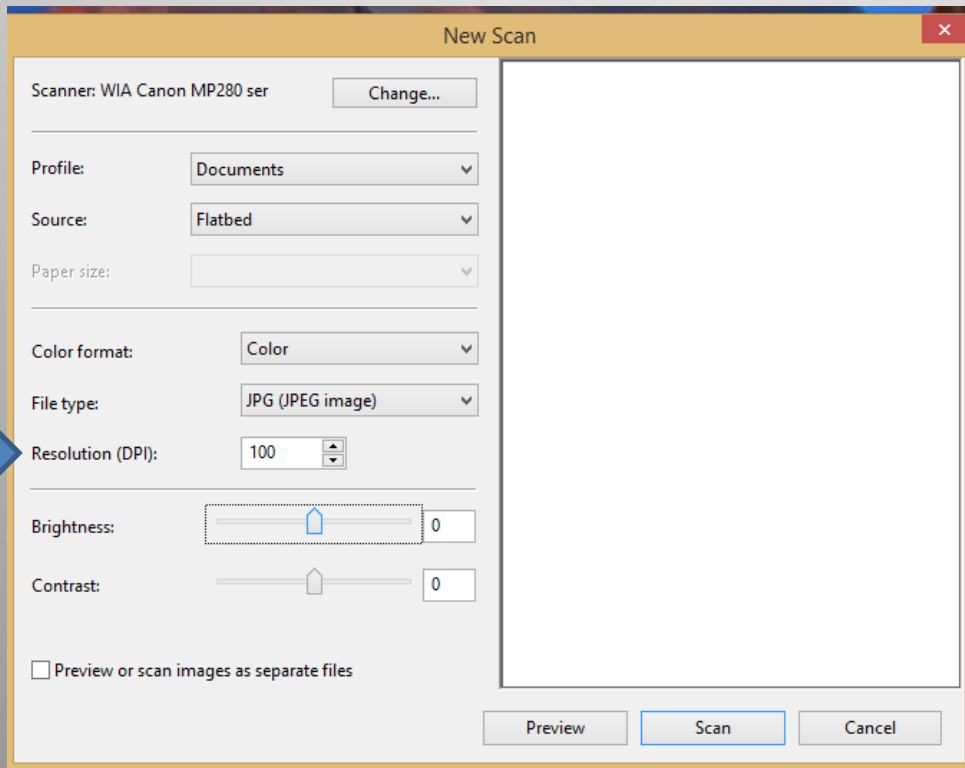 New Scan
Scanner: WIA Canon MP280 ser Change...
Profile: Documents
Source: Flatbed
Paper size:
Color format: Color
File type: JPG (JPEG image)
Resolution (DPI): 100
Brightness: 0
Contrast: 0
Preview or scan images as separate files
Preview Scan Cancel